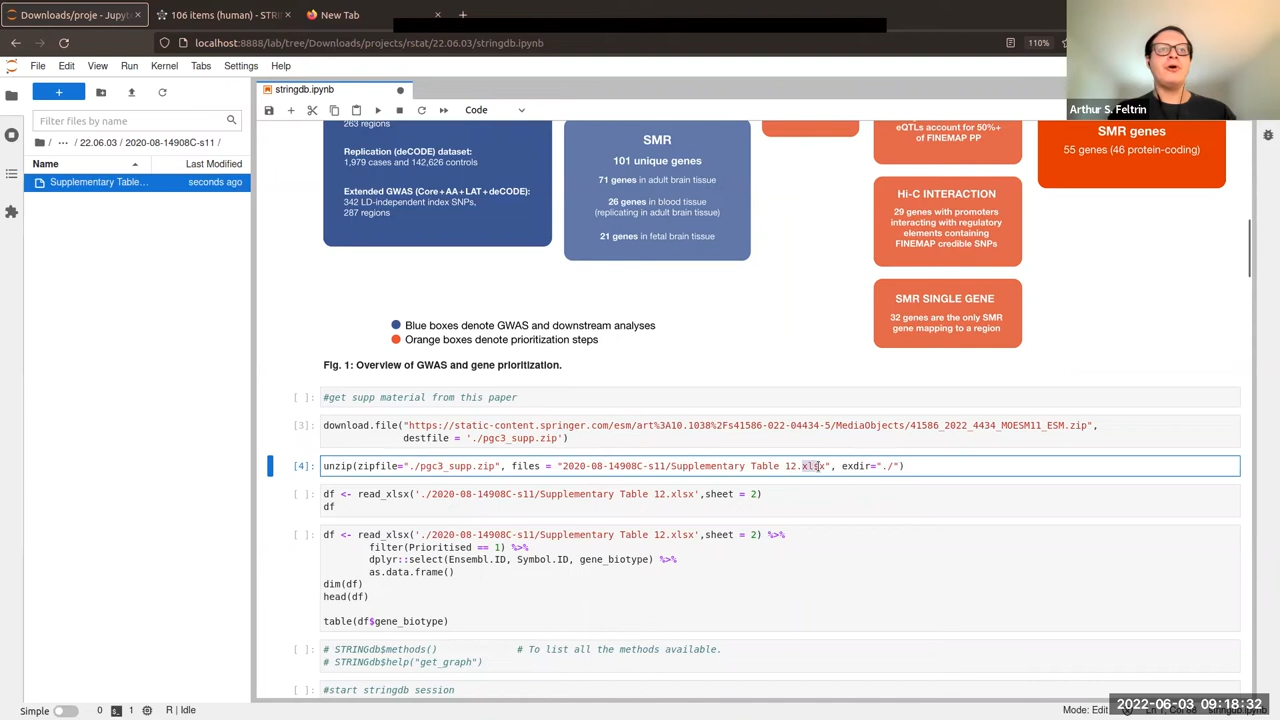 Downloads/proje - Jupyt
106 items (human) - STRI
New Tab
localhost:8888/lab/tree/Downloads/projects/rstat/22.06.03/stringdb.ipynb
110%
File Edit View Run Kernel Tabs Settings Help
stringdb.ipynb
Code
Filter files by name
/ ... / 22.06.03 / 2020-08-14908C-s11 /
Name
Last Modified
Supplementary Table...
seconds ago
Arthur S. Feltrin
263 regions
Replication (deCODE) dataset:
1,979 cases and 142,626 controls
Extended GWAS (Core+AA+LAT+deCODE):
342 LD-independent index SNPs,
287 regions
SMR
101 unique genes
71 genes in adult brain tissue
26 genes in blood tissue
(replicating in adult brain tissue)
21 genes in fetal brain tissue
eQTLs account for 50%+
of FINEMAP PP
Hi-C INTERACTION
29 genes with promoters
interacting with regulatory
elements containing
FINEMAP credible SNPs
SMR SINGLE GENE
32 genes are the only SMR
gene mapping to a region
SMR genes
55 genes (46 protein-coding)
Blue boxes denote GWAS and downstream analyses
Orange boxes denote prioritization steps
Fig. 1: Overview of GWAS and gene prioritization.
[ ]: #get supp material from this paper
[3]: download.file("https://static-content.springer.com/esm/art%3A10.1038%2Fs41586-022-04434-5/MediaObjects/41586_2022_4434_MOESM11_ESM.zip",
destfile = './pgc3_supp.zip')
[4]: unzip(zipfile="./pgc3_supp.zip", files = "2020-08-14908C-s11/Supplementary Table 12.xlsx", exdir="./")
[ ]: df <- read_xlsx('./2020-08-14908C-s11/Supplementary Table 12.xlsx',sheet = 2)
df
[ ]: df <- read_xlsx('./2020-08-14908C-s11/Supplementary Table 12.xlsx',sheet = 2) %>%
filter(Prioritised == 1) %>%
dplyr::select(Ensembl.ID, Symbol.ID, gene_biotype) %>%
as.data.frame()
dim(df)
head(df)
table(df$gene_biotype)
[ ]: # STRINGdb$methods() # To list all the methods available.
# STRINGdb$help("get_graph")
[ ]: #start stringdb session
Simple
0
1
R | Idle
Mode: Edit
2022-06-03 09:18:32